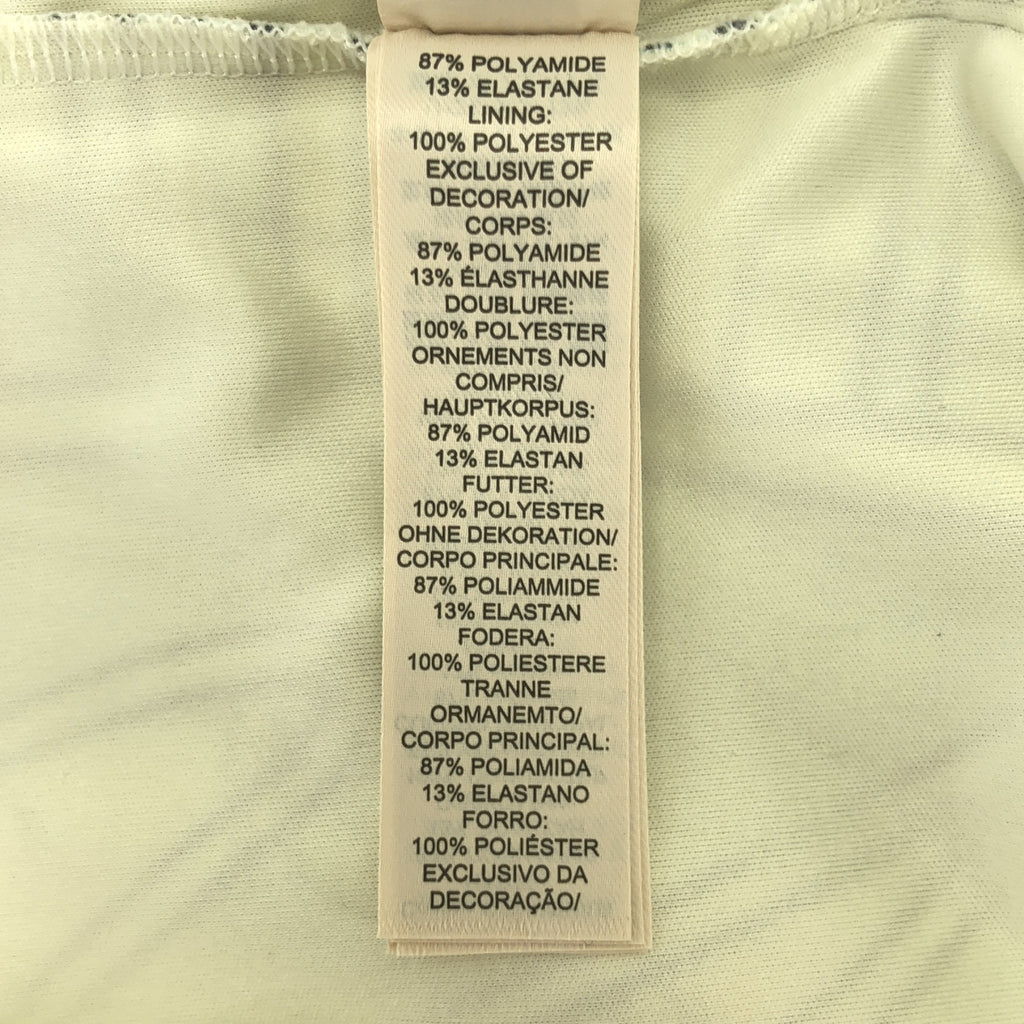 87% POLYAMIDE
13% ELASTANE
LINING:
100% POLYESTER
EXCLUSIVE OF
DECORATION/
CORPS:
87% POLYAMIDE
13% ÉLASTHANNE
DOUBLURE:
100% POLYESTER
ORNEMENTS NON
COMPRIS/
HAUPTKORPUS:
87% POLYAMID
13% ELASTAN
FUTTER:
100% POLYESTER
OHNE DEKORATION/
CORPO PRINCIPALE:
87% POLIAMMIDE
13% ELASTAN
FODERA:
100% POLIESTERE
TRANNE
ORMANEMTO/
CORPO PRINCIPAL:
87% POLIAMIDA
13% ELASTANO
FORRO:
100% POLIÉSTER
EXCLUSIVO DA
DECORAÇÃO/